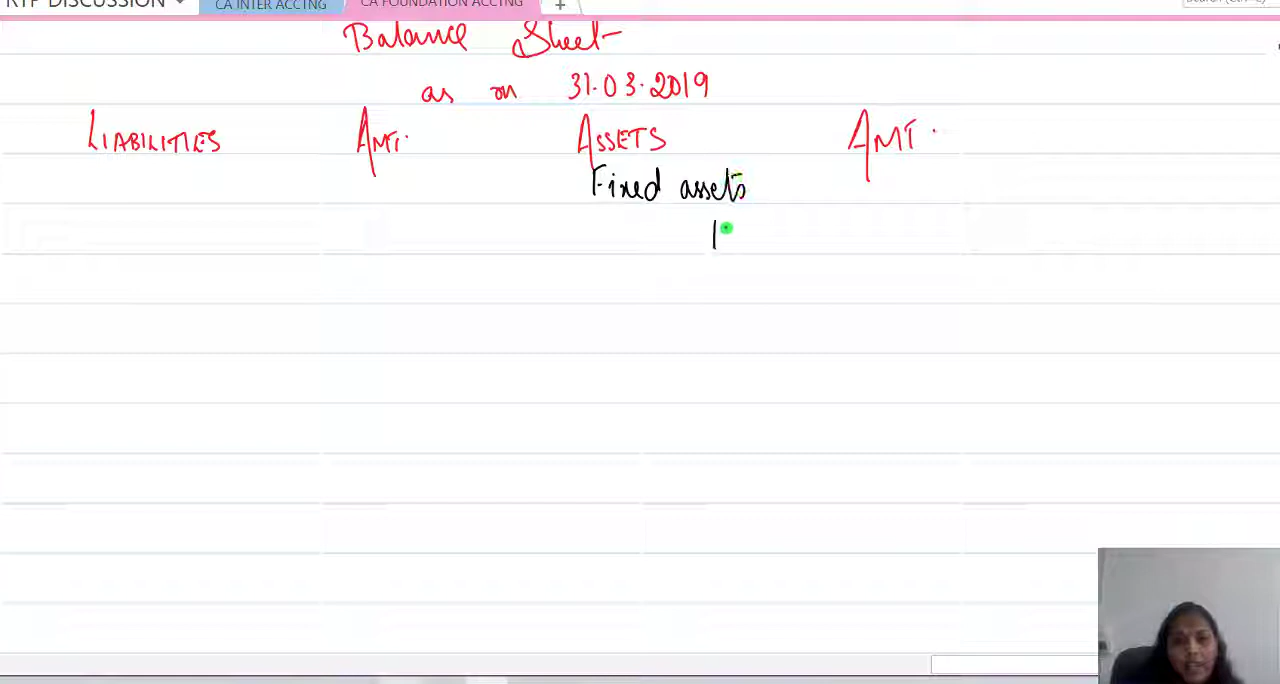 RTP DISCUSSION CA INTER ACCTNG CA FOUNDATION ACCTNG +
Balance Sheet
as on 31.03.2019
LIABILITIES AMT. ASSETS AMT.
Fixed assets